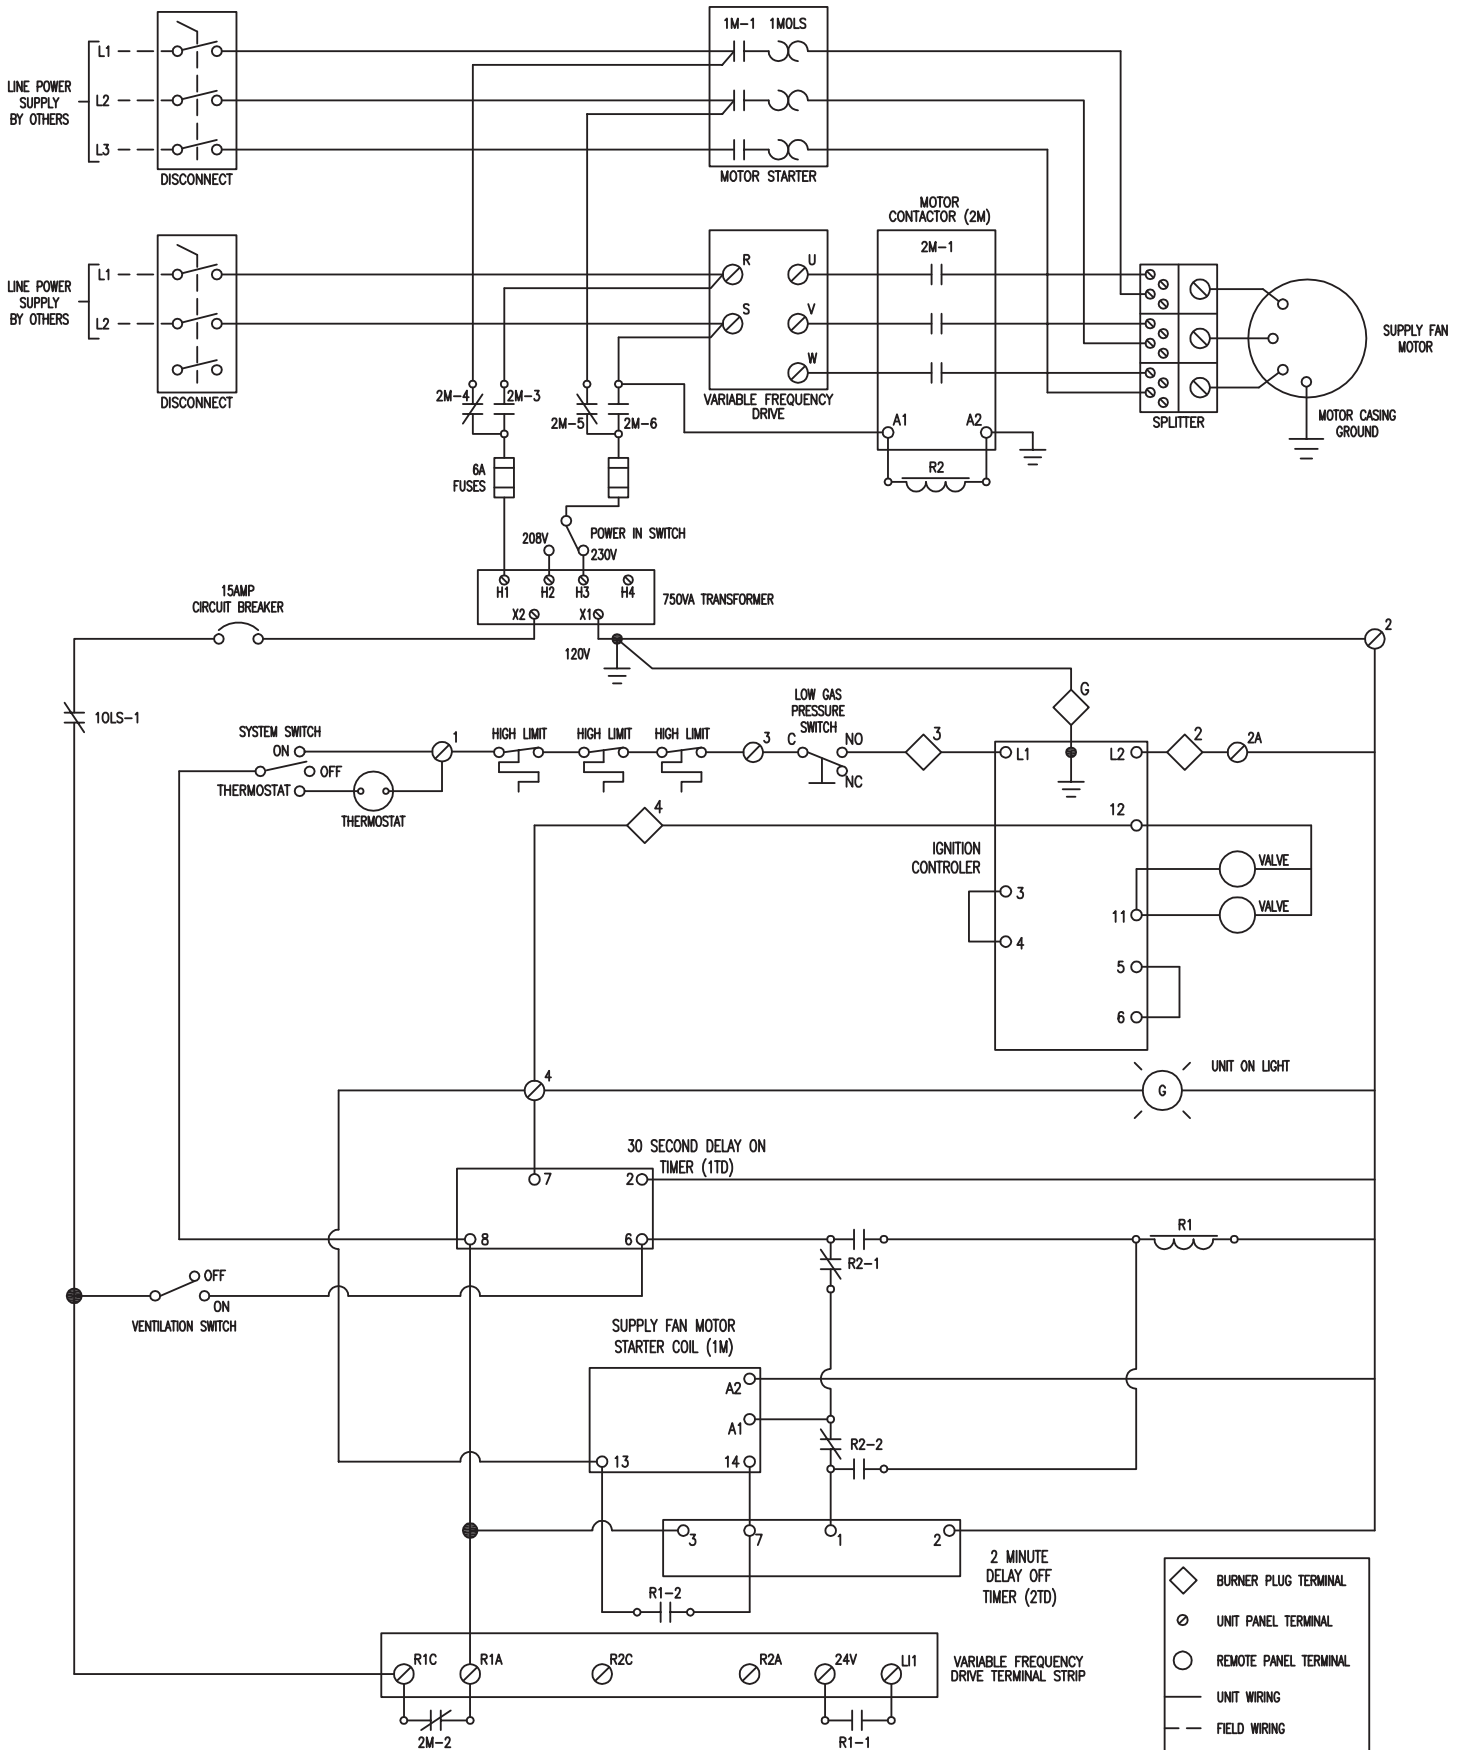 1M-1 1MOLS
L1
LINE POWER
SUPPLY
BY OTHERS
L2
L3
DISCONNECT
MOTOR STARTER
MOTOR
CONTACTOR (2M)
2M-1
L1
LINE POWER
SUPPLY
BY OTHERS
L2
DISCONNECT
R
U
S
V
W
VARIABLE FREQUENCY
DRIVE
A1
A2
R2
SPLITTER
SUPPLY FAN
MOTOR
MOTOR CASING
GROUND
2M-4
2M-3
2M-5
2M-6
6A
FUSES
208V
POWER IN SWITCH
230V
H1
H2
H3
H4
X2
X1
750VA TRANSFORMER
15AMP
CIRCUIT BREAKER
120V
2
1OLS-1
SYSTEM SWITCH
ON
OFF
THERMOSTAT
THERMOSTAT
1
HIGH LIMIT
HIGH LIMIT
HIGH LIMIT
3
LOW GAS
PRESSURE
SWITCH
C
NO
NC
3
G
L1
L2
2
2A
4
12
IGNITION
CONTROLER
3
4
11
5
6
VALVE
VALVE
UNIT ON LIGHT
G
4
30 SECOND DELAY ON
TIMER (1TD)
7
2
8
6
R2-1
R1
OFF
ON
VENTILATION SWITCH
SUPPLY FAN MOTOR
STARTER COIL (1M)
A2
A1
13
14
R2-2
3
7
1
2
2 MINUTE
DELAY OFF
TIMER (2TD)
R1-2
R1C
R1A
R2C
R2A
24V
LI1
VARIABLE FREQUENCY
DRIVE TERMINAL STRIP
2M-2
R1-1
BURNER PLUG TERMINAL
UNIT PANEL TERMINAL
REMOTE PANEL TERMINAL
UNIT WIRING
FIELD WIRING